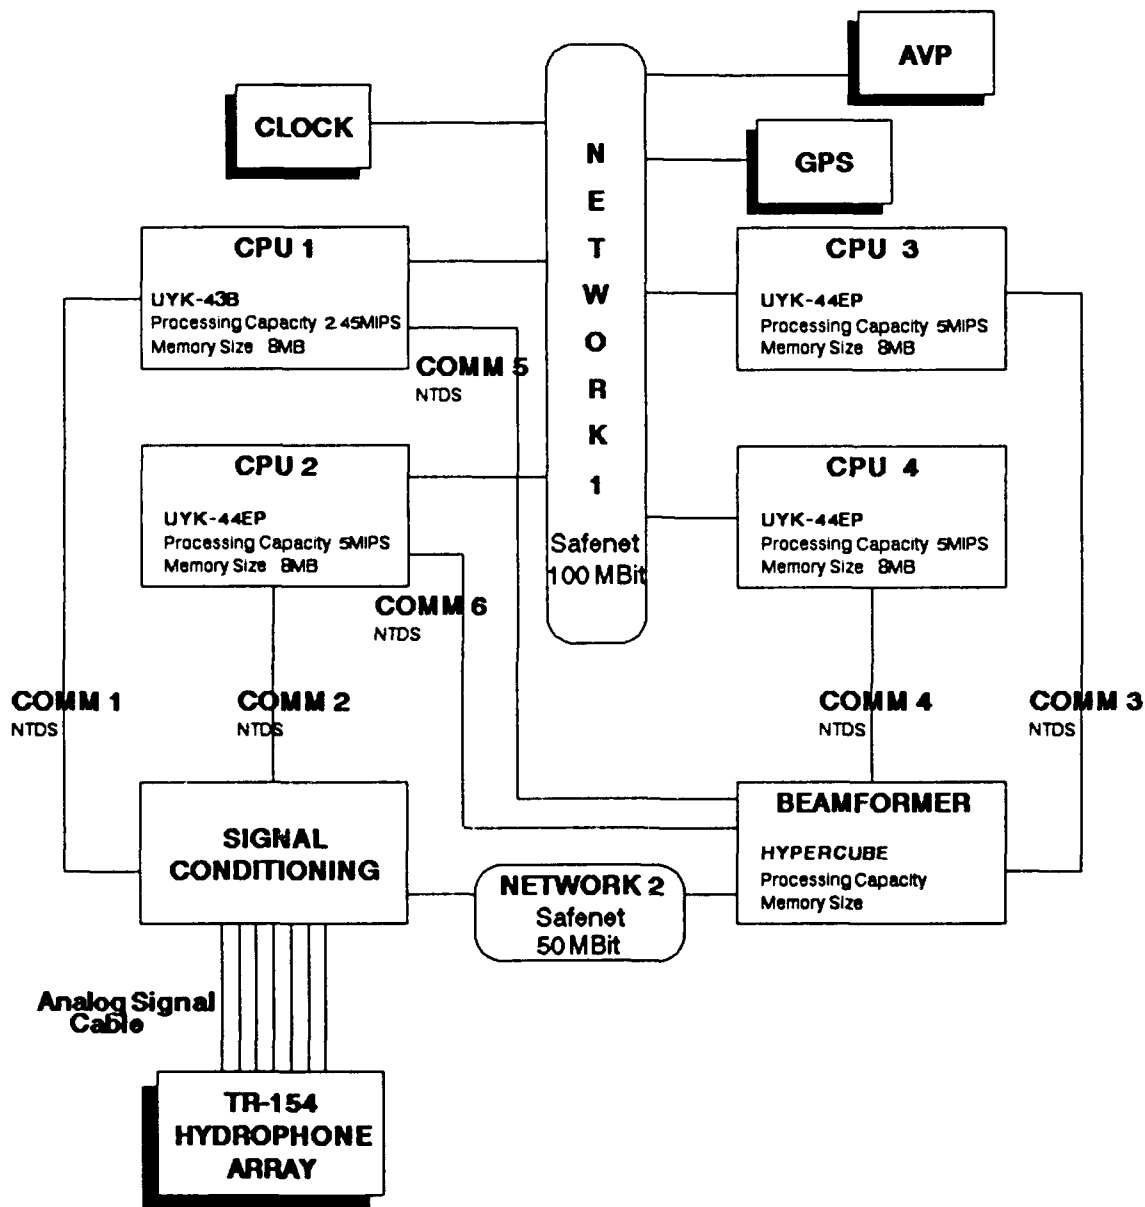 AVP
CLOCK
GPS
N
E
T
W
O
R
K
1
Safenet
100 MBit
CPU 1
UYK-43B
Processing Capacity 2.45MIPS
Memory Size 8MB
CPU 3
UYK-44EP
Processing Capacity 5MIPS
Memory Size 8MB
COMM 5
NTDS
CPU 2
UYK-44EP
Processing Capacity 5MIPS
Memory Size 8MB
CPU 4
UYK-44EP
Processing Capacity 5MIPS
Memory Size 8MB
COMM 6
NTDS
COMM 1
NTDS
COMM 2
NTDS
COMM 4
NTDS
COMM 3
NTDS
SIGNAL
CONDITIONING
NETWORK 2
Safenet
50 MBit
BEAMFORMER
HYPERCUBE
Processing Capacity
Memory Size
Analog Signal
Cable
TR-154
HYDROPHONE
ARRAY